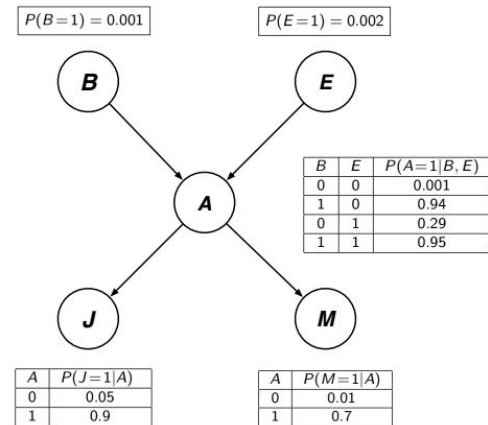 P(B=1) = 0.001
P(E=1) = 0.002
B
E
B E P(A=1|B, E)
0 0 0.001
1 0 0.94
0 1 0.29
1 1 0.95
A
J
M
A P(J=1|A)
0 0.05
1 0.9
A P(M=1|A)
0 0.01
1 0.7